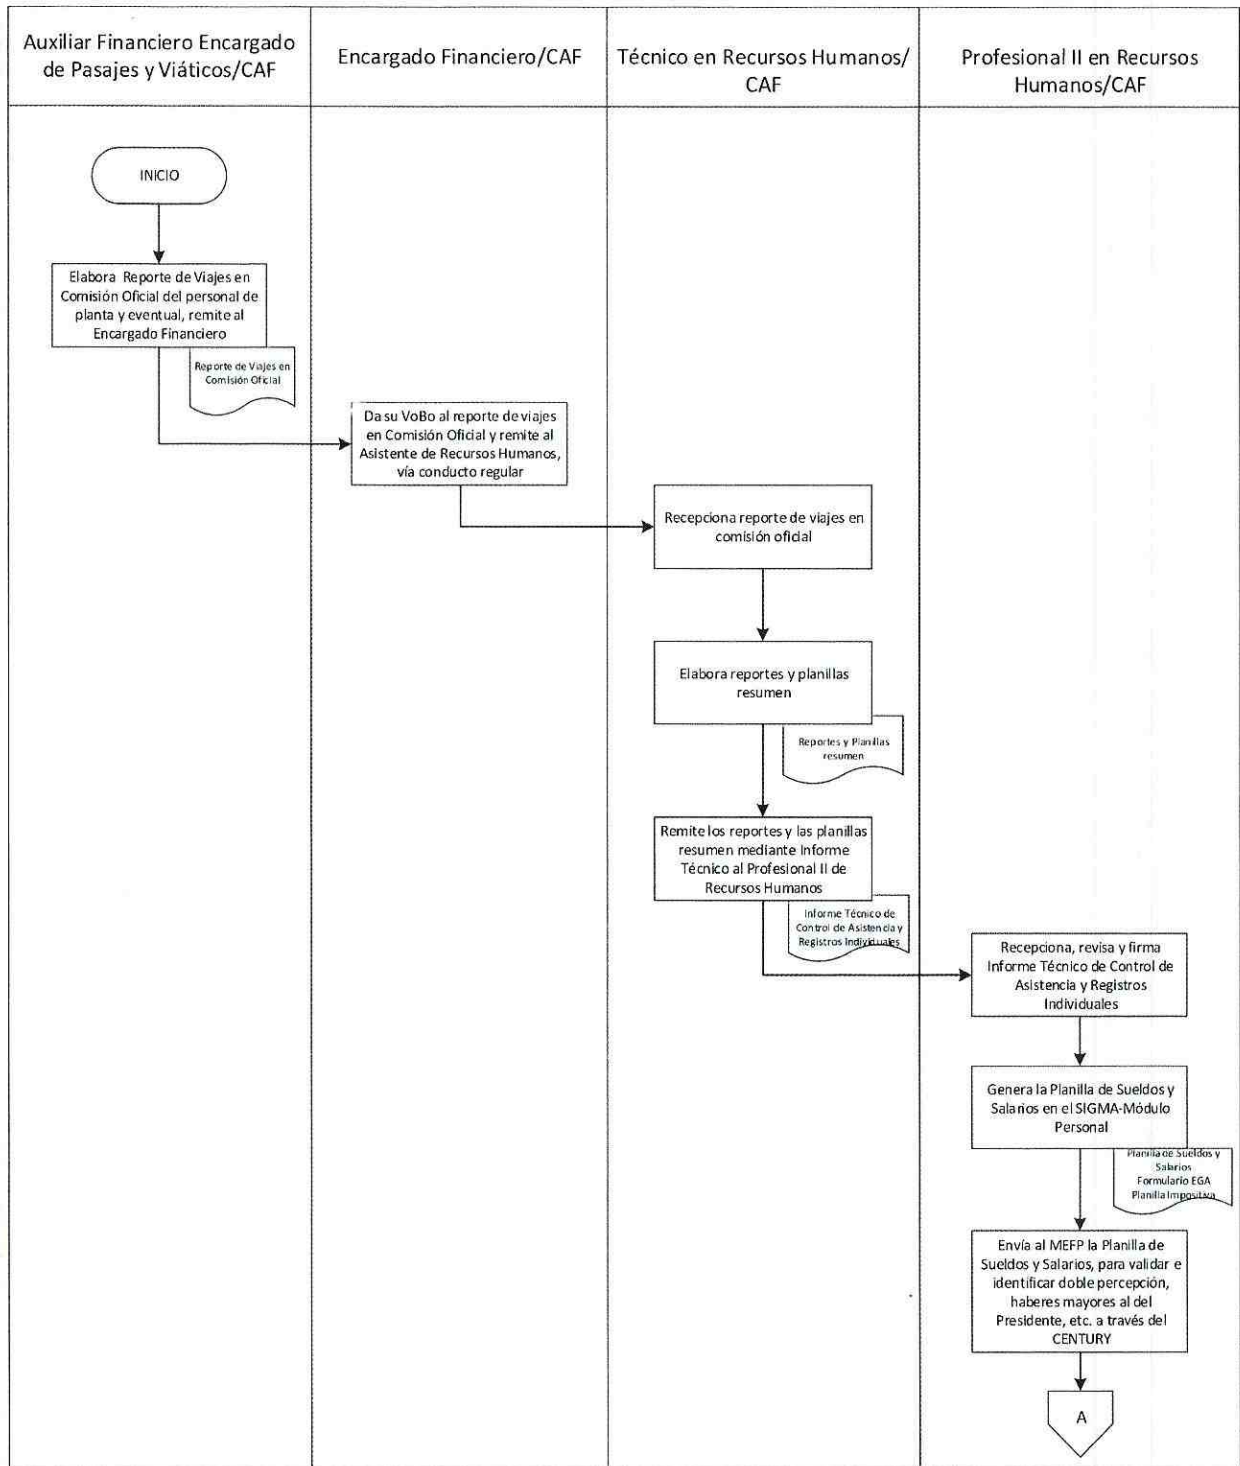 Auxiliar Financiero Encargado
de Pasajes y Viáticos/CAF
Encargado Financiero/CAF
Técnico en Recursos Humanos/
CAF
Profesional II en Recursos
Humanos/CAF
INICIO
Elabora Reporte de Viajes en
Comisión Oficial del personal de
planta y eventual, remite al
Encargado Financiero
Reporte de Viajes en
Comisión Oficial
Da su VoBo al reporte de viajes
en Comisión Oficial y remite al
Asistente de Recursos Humanos,
vía conducto regular
Recepciona reporte de viajes en
comisión oficial
Elabora reportes y planillas
resumen
Reportes y Planillas
resumen
Remite los reportes y las planillas
resumen mediante Informe
Técnico al Profesional II de
Recursos Humanos
Informe Técnico de
Control de Asistencia y
Registros Individuales
Recepciona, revisa y firma
Informe Técnico de Control de
Asistencia y Registros
Individuales
Genera la Planilla de Sueldos y
Salarios en el SIGMA-Módulo
Personal
Planilla de Sueldos y
Salarios
Formulario EGA
Planilla Impositiva
Envía al MEFP la Planilla de
Sueldos y Salarios, para validar e
identificar doble percepción,
haberes mayores al del
Presidente, etc. a través del
CENTURY
A